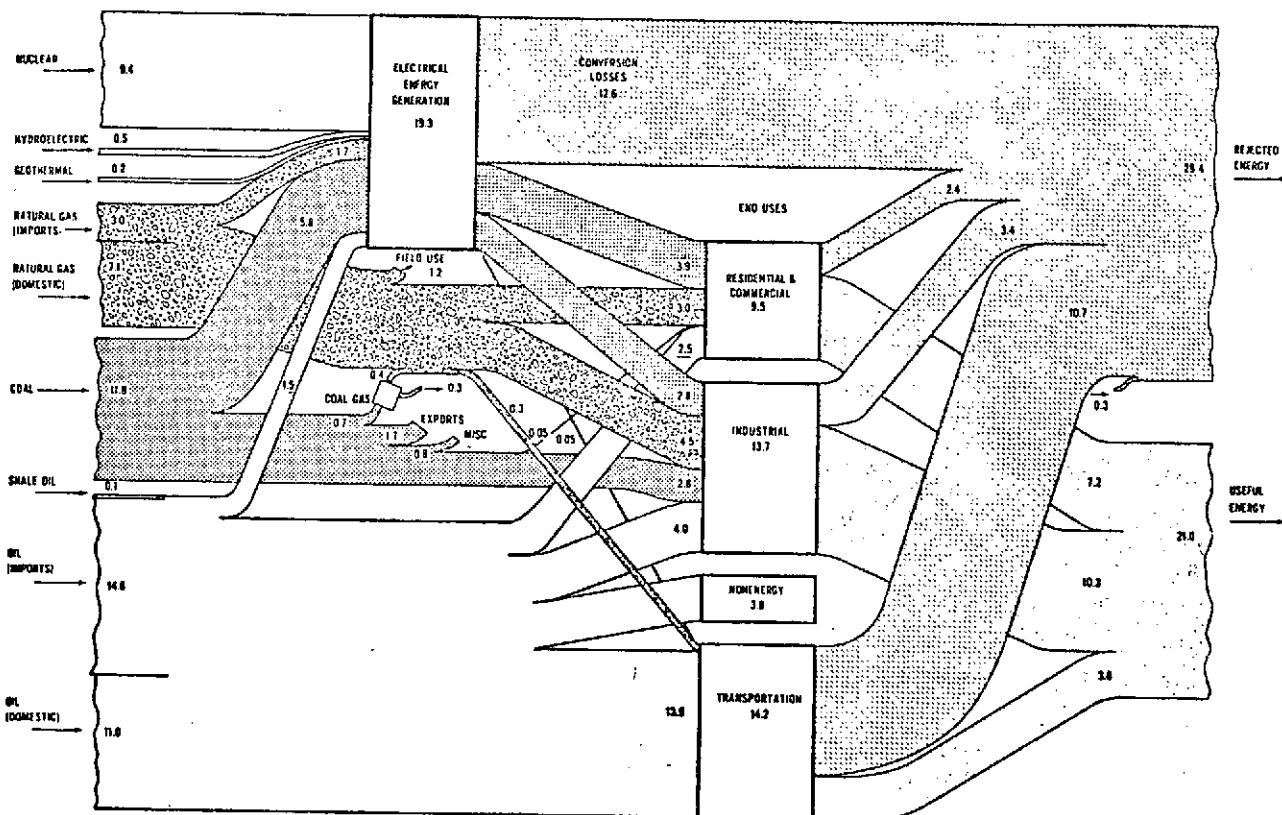 NUCLEAR
9.4
HYDROELECTRIC
0.5
GEOTHERMAL
0.2
NATURAL GAS
(IMPORTS)
3.0
NATURAL GAS
(DOMESTIC)
7.1
COAL
SHALE OIL
0.1
OIL
(IMPORTS)
14.6
OIL
(DOMESTIC)
11.0
ELECTRICAL
ENERGY
GENERATION
19.3
1.7
5.8
1.5
CONVERSION
LOSSES
12.6
FIELD USE
1.2
0.4
COAL GAS
0.3
0.7
EXPORTS
1.7
MISC
0.8
0.3
0.05
0.05
END USES
3.9
3.0
2.5
RESIDENTIAL &
COMMERCIAL
9.5
2.8
4.5
2.8
4.0
INDUSTRIAL
13.7
NONENERGY
3.8
13.9
TRANSPORTATION
14.2
2.4
3.4
10.7
0.3
7.2
10.3
3.6
REJECTED
ENERGY
29.4
USEFUL
ENERGY
21.0